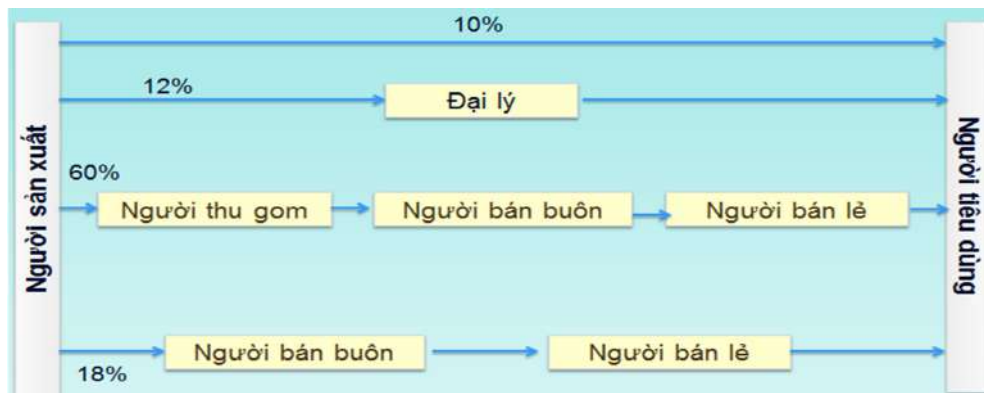 10%
Người sản xuất
12%
Đại lý
60%
Người thu gom
Người bán buôn
Người bán lẻ
Người tiêu dùng
Người bán buôn
Người bán lẻ
18%